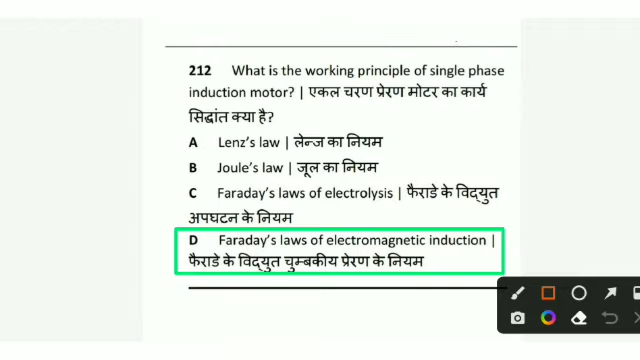 212 What is the working principle of single phase
induction motor? | एकल चरण प्रेरण मोटर का कार्य
सिद्धांत क्या है?
A Lenz's law | लेन्ज का नियम
B Joule's law | जूल का नियम
C Faraday's laws of electrolysis | फैराडे के विद्युत
अपघटन के नियम
D Faraday's laws of electromagnetic induction |
फैराडे के विद्युत चुम्बकीय प्रेरण के नियम